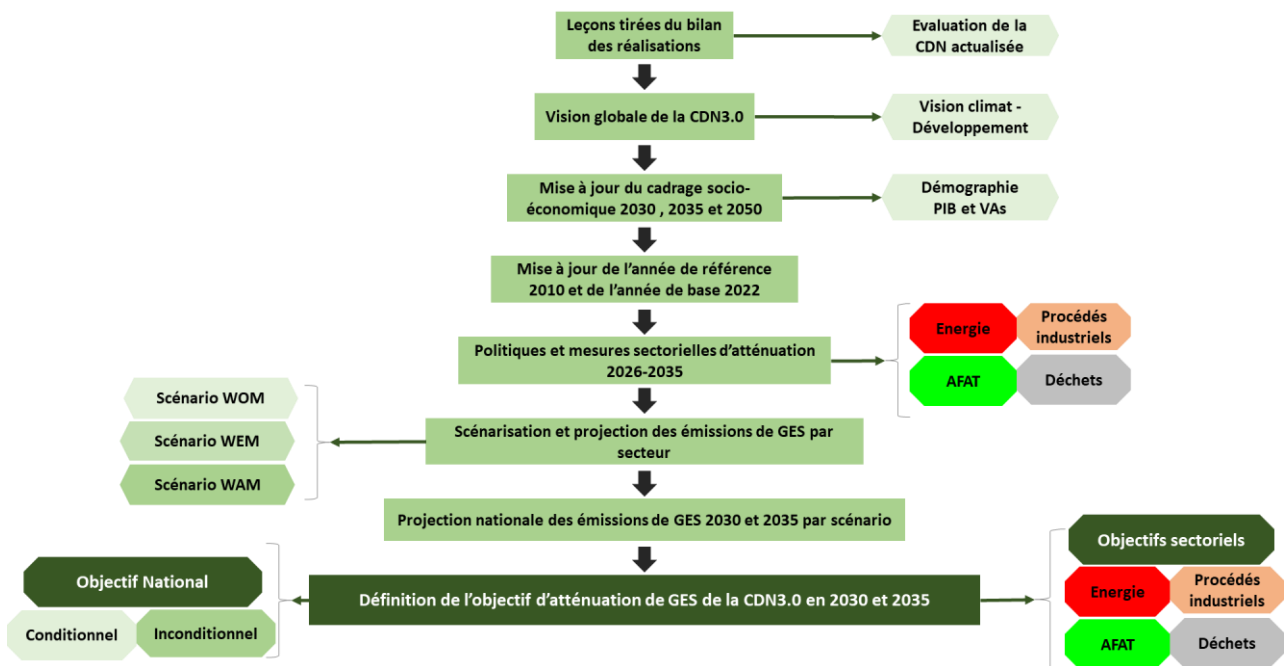 Leçons tirées du bilan
des réalisations
Evaluation de la
CDN actualisée
Vision globale de la CDN3.0
Vision climat -
Développement
Mise à jour du cadrage socio-
économique 2030 , 2035 et 2050
Démographie
PIB et VAs
Mise à jour de l’année de référence
2010 et de l’année de base 2022
Politiques et mesures sectorielles d’atténuation
2026-2035
Energie
Procédés
industriels
AFAT
Déchets
Scénario WOM
Scénario WEM
Scénario WAM
Scénarisation et projection des émissions de GES par
secteur
Projection nationale des émissions de GES 2030 et 2035 par scénario
Objectif National
Conditionnel
Inconditionnel
Définition de l’objectif d’atténuation de GES de la CDN3.0 en 2030 et 2035
Objectifs sectoriels
Energie
Procédés
industriels
AFAT
Déchets